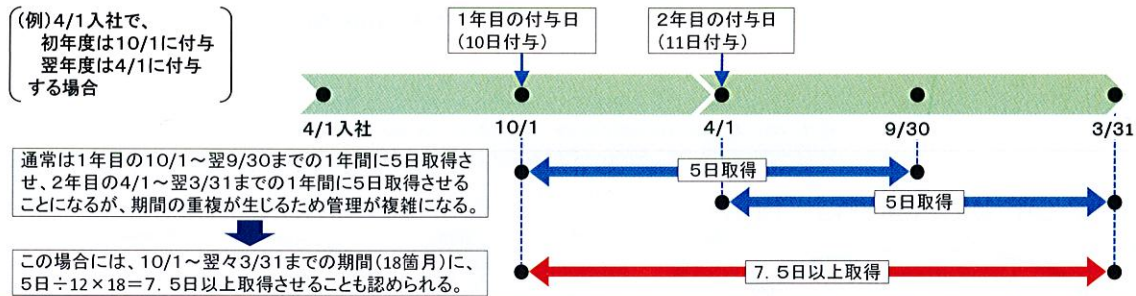 (例)4/1入社で、
初年度は10/1に付与
翌年度は4/1に付与
する場合
1年目の付与日
(10日付与)
2年目の付与日
(11日付与)
4/1入社
10/1
4/1
9/30
3/31
通常は1年目の10/1～翌9/30までの1年間に5日取得さ
せ、2年目の4/1～翌3/31までの1年間に5日取得させる
ことになるが、期間の重複が生じるため管理が複雑になる。
5日取得
5日取得
この場合には、10/1～翌々3/31までの期間(18箇月)に、
5日÷12×18＝7.5日以上取得させることも認められる。
7.5日以上取得